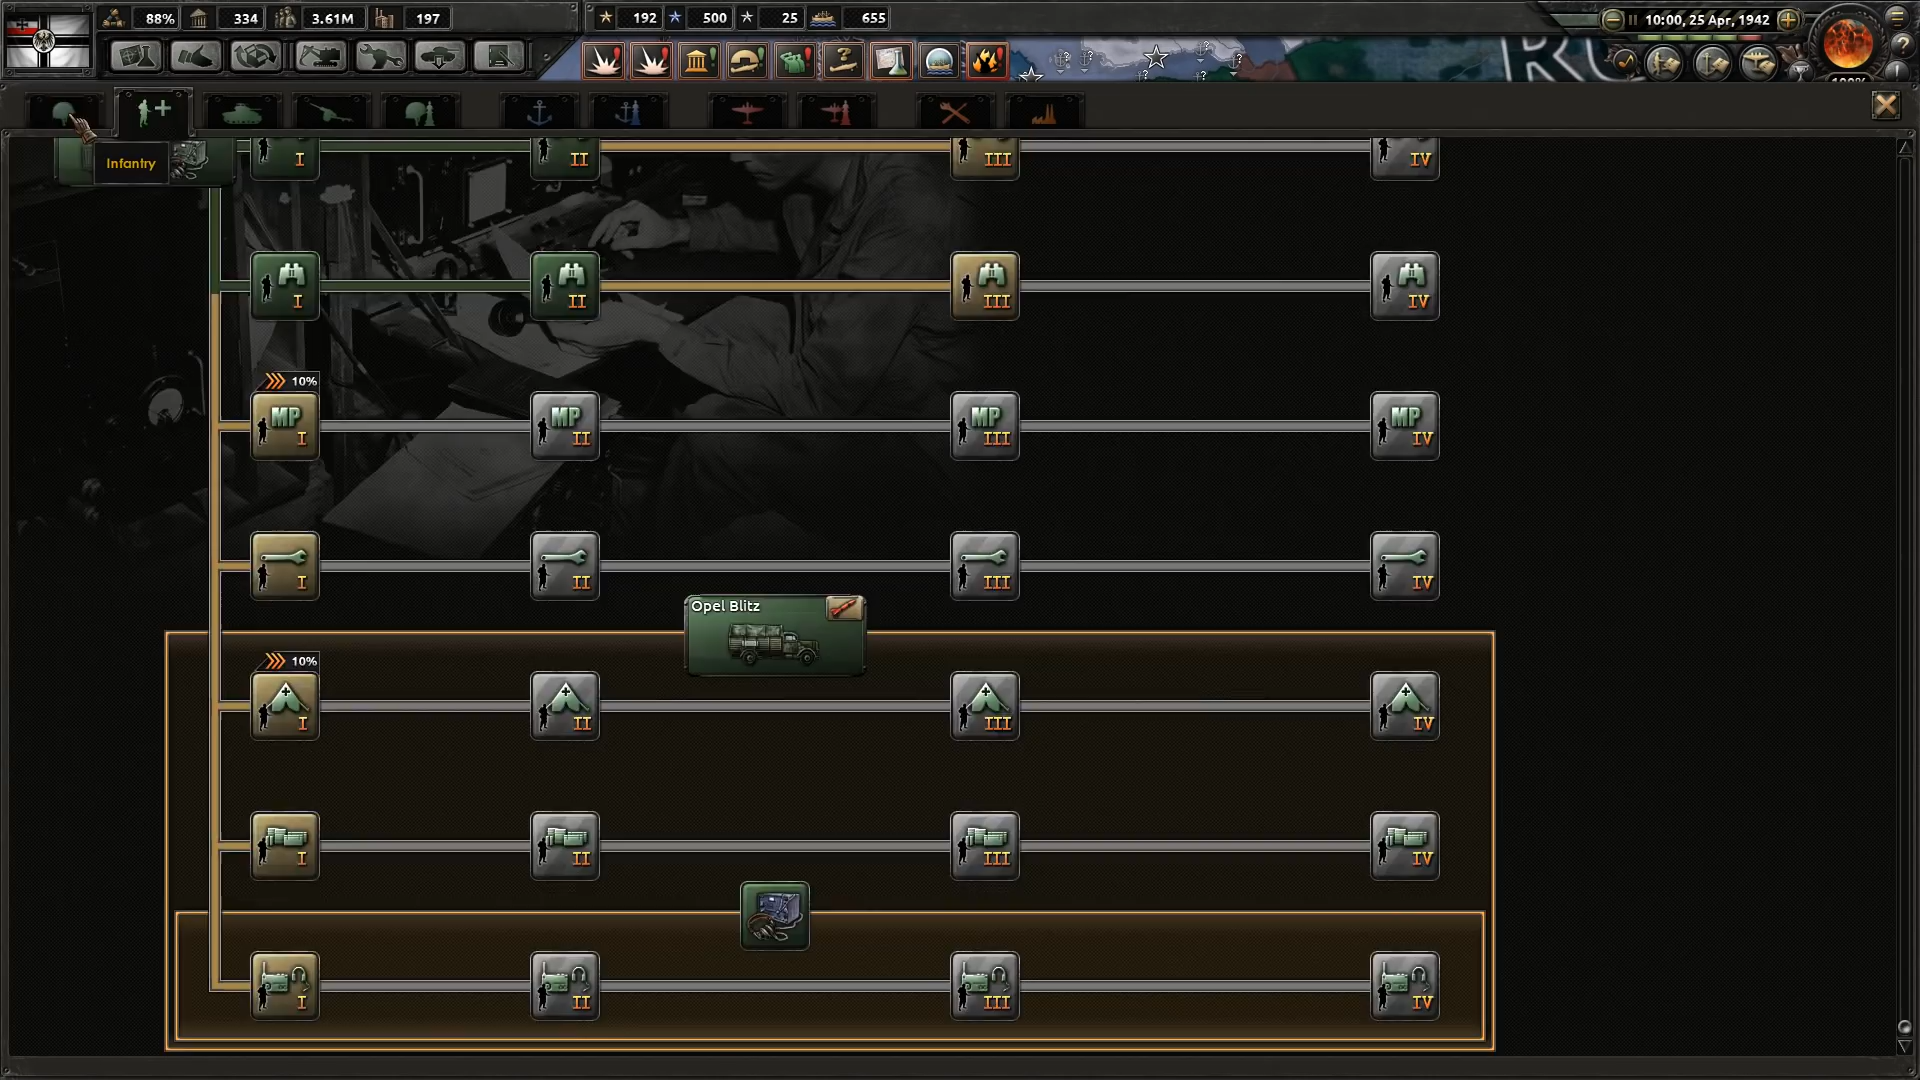 88% 334 3.61M 197 192 500 25 655 10:00, 25 Apr, 1942
RU
100%
Infantry
I II III IV
I II III IV
10%
MP MP MP MP
I II III IV
I II III IV
Opel Blitz
10%
I II III IV
I II III IV
I II III IV